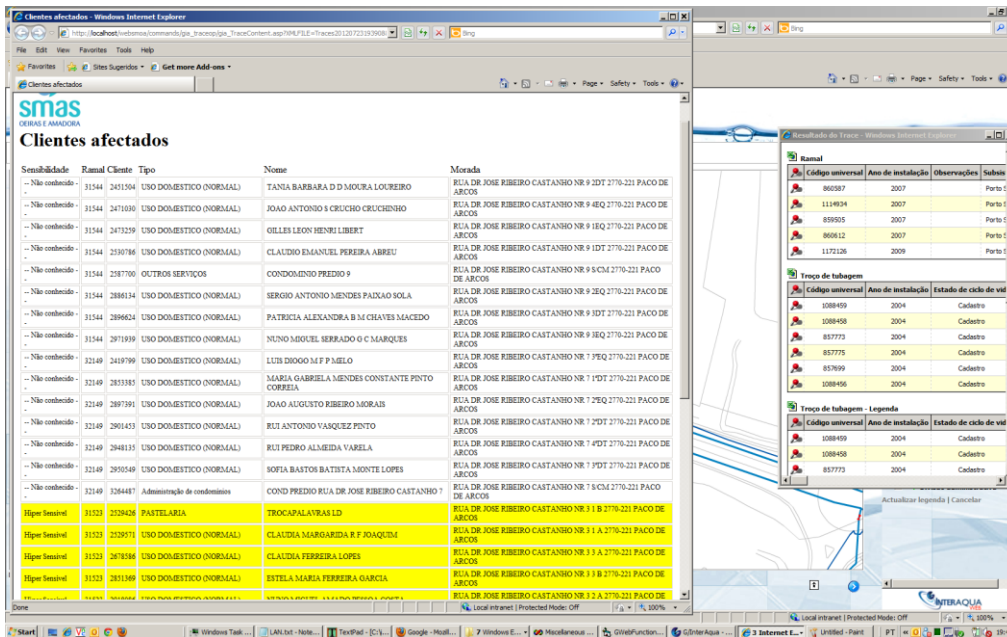 Clientes afectados - Windows Internet Explorer
http://localhost/websmoa/commands/gia_traceop/gia_TraceContent.asp?XMLFILE=Traces20120723193908
Bing
File Edit View Favorites Tools Help
Favorites Sites Sugeridos Get more Add-ons
Clientes afectados
Page Safety Tools
smas
OEIRAS E AMADORA
Clientes afectados
Sensibilidade Ramal Cliente Tipo Nome Morada
-- Não conhecido -- 31544 2451504 USO DOMESTICO (NORMAL) TANIA BARBARA D D MOURA LOUREIRO RUA DR JOSE RIBEIRO CASTANHO NR 9 2DT 2770-221 PACO DE ARCOS
-- Não conhecido -- 31544 2471030 USO DOMESTICO (NORMAL) JOAO ANTONIO S CRUCHO CRUCHINHO RUA DR JOSE RIBEIRO CASTANHO NR 9 4EQ 2770-221 PACO DE ARCOS
-- Não conhecido -- 31544 2473259 USO DOMESTICO (NORMAL) GILLES LEON HENRI LIBERT RUA DR JOSE RIBEIRO CASTANHO NR 9 1EQ 2770-221 PACO DE ARCOS
-- Não conhecido -- 31544 2530786 USO DOMESTICO (NORMAL) CLAUDIO EMANUEL PEREIRA ABREU RUA DR JOSE RIBEIRO CASTANHO NR 9 1DT 2770-221 PACO DE ARCOS
-- Não conhecido -- 31544 2587700 OUTROS SERVIÇOS CONDOMINIO PREDIO 9 RUA DR JOSE RIBEIRO CASTANHO NR 9 S/CM 2770-221 PACO DE ARCOS
-- Não conhecido -- 31544 2886134 USO DOMESTICO (NORMAL) SERGIO ANTONIO MENDES PAIXAO SOLA RUA DR JOSE RIBEIRO CASTANHO NR 9 2EQ 2770-221 PACO DE ARCOS
-- Não conhecido -- 31544 2896624 USO DOMESTICO (NORMAL) PATRICIA ALEXANDRA B M CHAVES MACEDO RUA DR JOSE RIBEIRO CASTANHO NR 9 3DT 2770-221 PACO DE ARCOS
-- Não conhecido -- 31544 2971939 USO DOMESTICO (NORMAL) NUNO MIGUEL SERRADO G C MARQUES RUA DR JOSE RIBEIRO CASTANHO NR 9 3EQ 2770-221 PACO DE ARCOS
-- Não conhecido -- 32149 2419799 USO DOMESTICO (NORMAL) LUIS DIOGO M F P MELO RUA DR JOSE RIBEIRO CASTANHO NR 7 3ºEQ 2770-221 PACO DE ARCOS
-- Não conhecido -- 32149 2853385 USO DOMESTICO (NORMAL) MARIA GABRIELA MENDES CONSTANTE PINTO CORREIA RUA DR JOSE RIBEIRO CASTANHO NR 7 1ºDT 2770-221 PACO DE ARCOS
-- Não conhecido -- 32149 2897391 USO DOMESTICO (NORMAL) JOAO AUGUSTO RIBEIRO MORAIS RUA DR JOSE RIBEIRO CASTANHO NR 7 2ºEQ 2770-221 PACO DE ARCOS
-- Não conhecido -- 32149 2901453 USO DOMESTICO (NORMAL) RUI ANTONIO VASQUEZ PINTO RUA DR JOSE RIBEIRO CASTANHO NR 7 2ºDT 2770-221 PACO DE ARCOS
-- Não conhecido -- 32149 2948135 USO DOMESTICO (NORMAL) RUI PEDRO ALMEIDA VARELA RUA DR JOSE RIBEIRO CASTANHO NR 7 4ºDT 2770-221 PACO DE ARCOS
-- Não conhecido -- 32149 2950549 USO DOMESTICO (NORMAL) SOFIA BASTOS BATISTA MONTE LOPES RUA DR JOSE RIBEIRO CASTANHO NR 7 3ºDT 2770-221 PACO DE ARCOS
-- Não conhecido -- 32149 3264487 Administração de condominios COND PREDIO RUA DR JOSE RIBEIRO CASTANHO 7 RUA DR JOSE RIBEIRO CASTANHO NR 7 S/CM 2770-221 PACO DE ARCOS
Hiper Sensivel 31523 2529426 PASTELARIA TROCAPALAVRAS LD RUA DR JOSE RIBEIRO CASTANHO NR 3 1 B 2770-221 PACO DE ARCOS
Hiper Sensivel 31523 2529571 USO DOMESTICO (NORMAL) CLAUDIA MARGARIDA R F JOAQUIM RUA DR JOSE RIBEIRO CASTANHO NR 3 1 A 2770-221 PACO DE ARCOS
Hiper Sensivel 31523 2678586 USO DOMESTICO (NORMAL) CLAUDIA FERREIRA LOPES RUA DR JOSE RIBEIRO CASTANHO NR 3 3 A 2770-221 PACO DE ARCOS
Hiper Sensivel 31523 2851369 USO DOMESTICO (NORMAL) ESTELA MARIA FERREIRA GARCIA RUA DR JOSE RIBEIRO CASTANHO NR 3 3 B 2770-221 PACO DE ARCOS
RUA DR JOSE RIBEIRO CASTANHO NR 3 2 A 2770-221 PACO DE
Done Local intranet | Protected Mode: Off 100%
Bing
Page Safety Tools
Resultado do Trace - Windows Internet Explorer
Ramal
Código universal Ano de instalação Observações Subsis
860587 2007 Porto S
1114934 2007 Porto S
859505 2007 Porto S
860612 2007 Porto S
1172126 2009 Porto S
Troço de tubagem
Código universal Ano de instalação Estado de ciclo de vid
1088459 2004 Cadastro
1088458 2004 Cadastro
857773 2004 Cadastro
857775 2004 Cadastro
857699 2004 Cadastro
1088456 2004 Cadastro
Troço de tubagem - Legenda
Código universal Ano de instalação Estado de ciclo de vid
1088459 2004 Cadastro
1088458 2004 Cadastro
857773 2004 Cadastro
Actualizar legenda | Cancelar
INTERAQUA
Web
Local intranet | Protected Mode: Off 100%
Start Windows Task ... LAN.txt - Note... TextPad - [C:\... Google - Mozil... 7 Windows E... Miscellaneous ... GWebFunction... G/InterAqua - ... 3 Internet E... Untitled - Paint PT